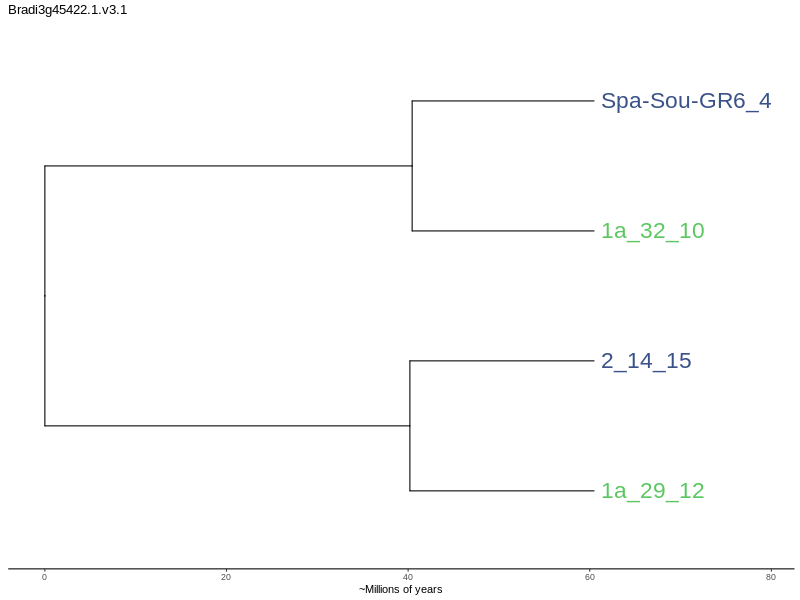 Bradi3g45422.1.v3.1
Spa-Sou-GR6_4
1a_32_10
2_14_15
1a_29_12
0 20 40 60 80
~Millions of years